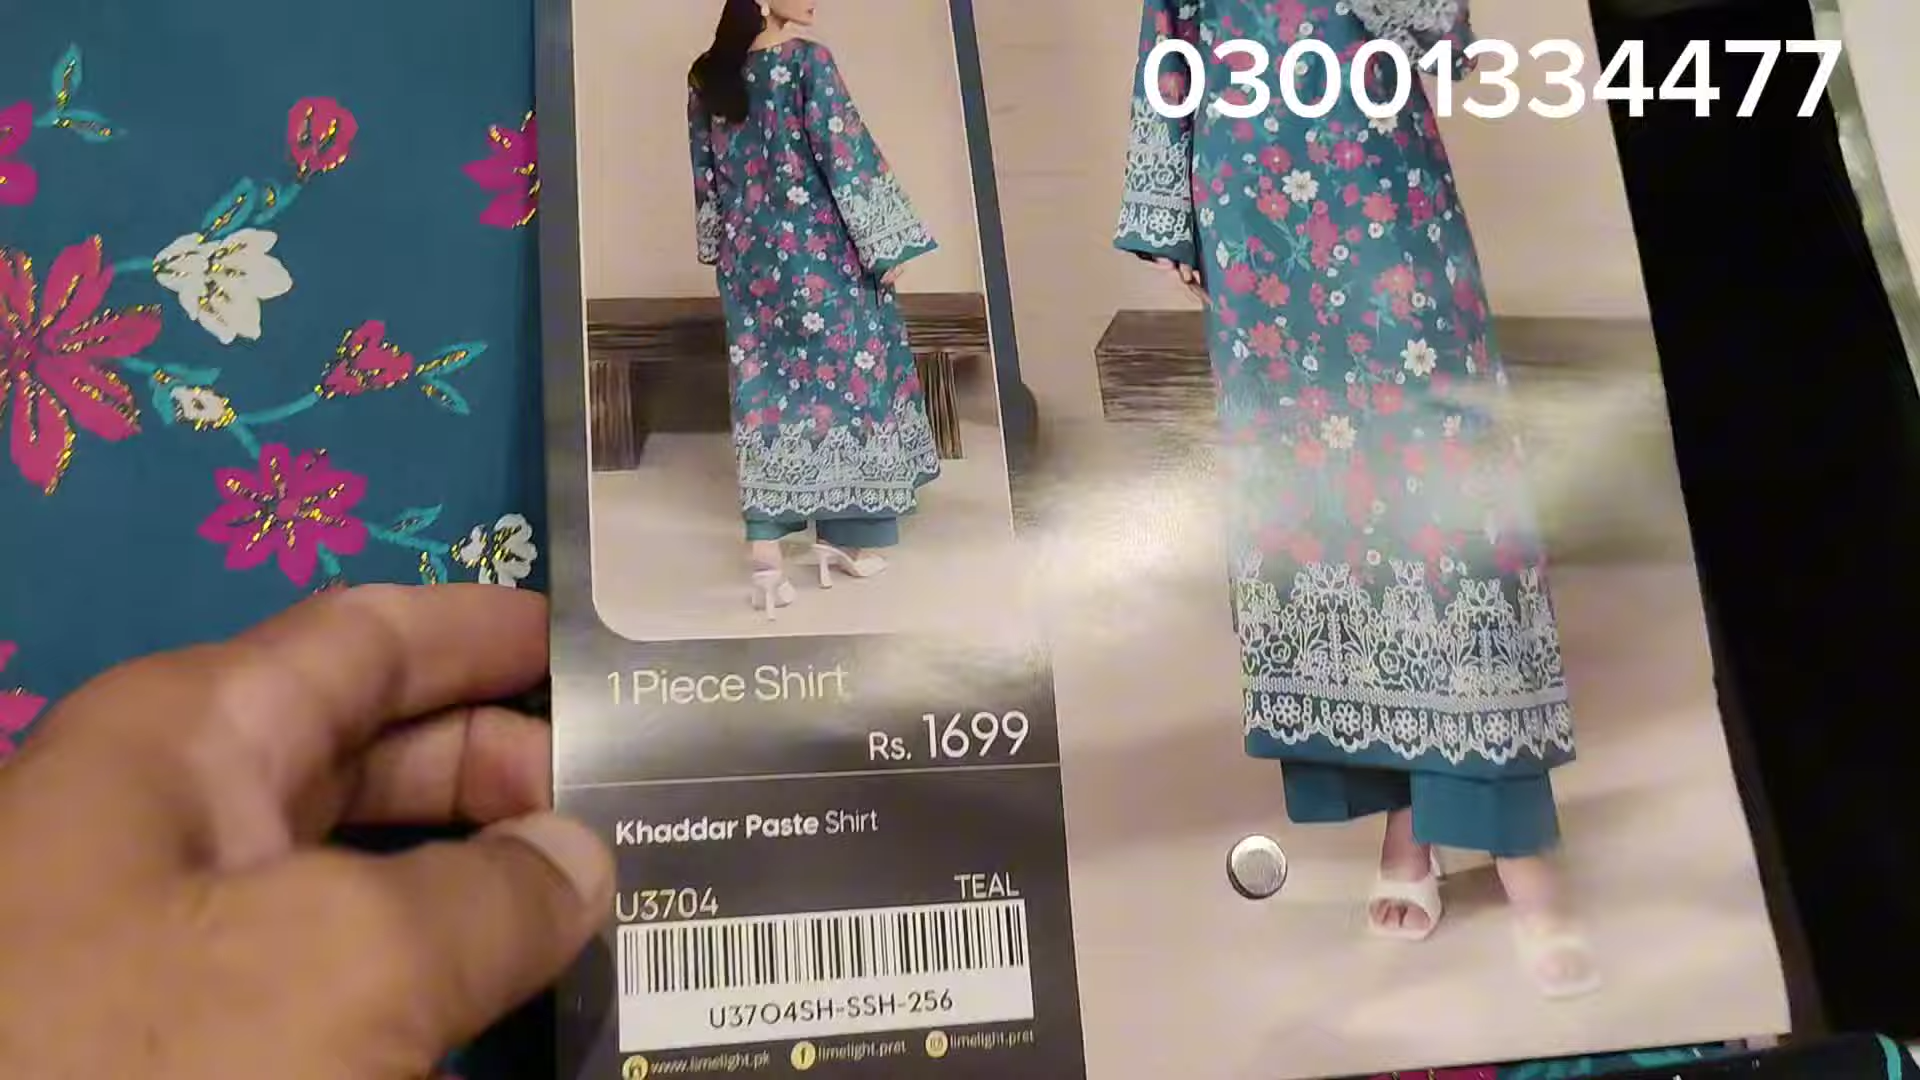 03001334477
1 Piece Shirt
Rs. 1699
Khaddar Paste Shirt
U3704 TEAL
U3704SH-SSH-256
www.limelight.pk limelight.pret limelight.pret